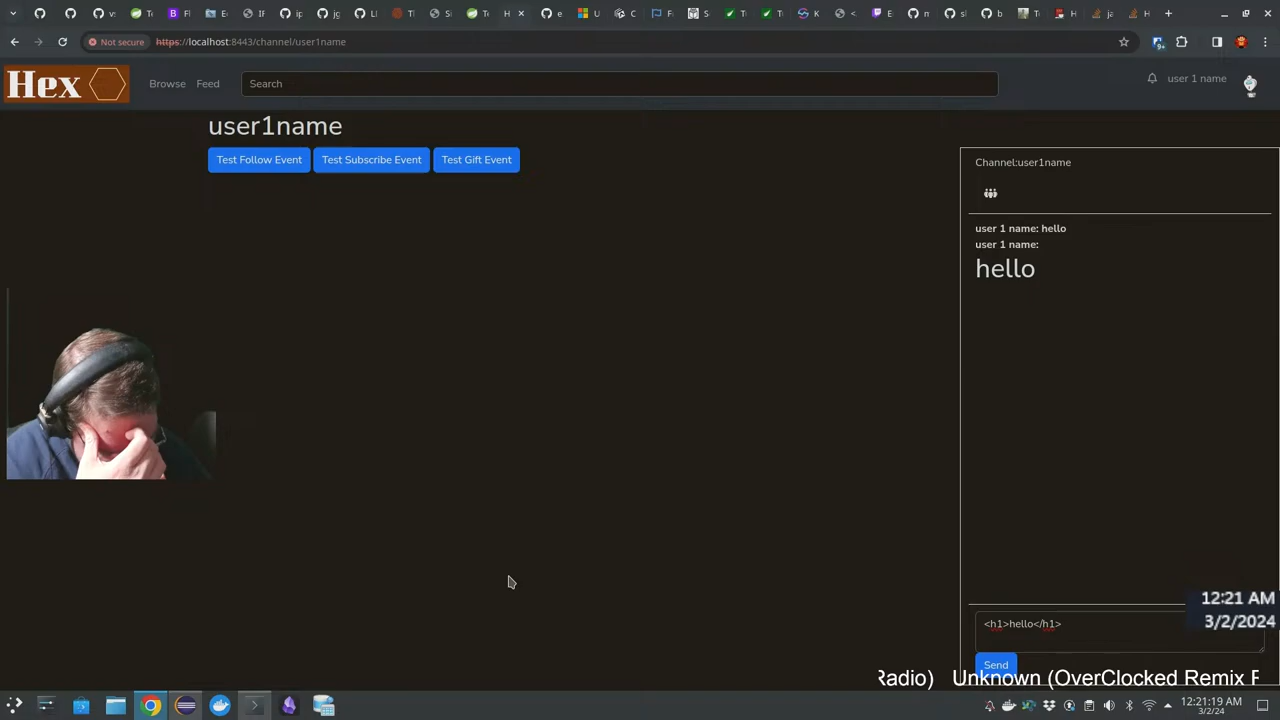 Not secure
https://localhost:8443/channel/user1name
Hex
Browse
Feed
Search
user 1 name
user1name
Test Follow Event
Test Subscribe Event
Test Gift Event
Channel:user1name
user 1 name: hello
user 1 name:
hello
12:21 AM
3/2/2024
<h1>hello</h1>
Send
Radio) Unknown (OverClocked Remix
12:21:19 AM
3/2/24